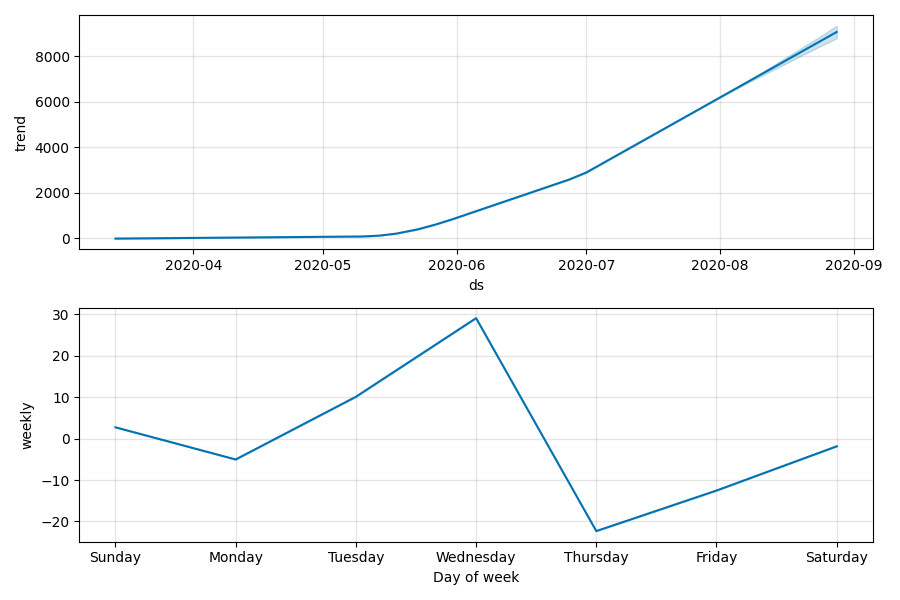 8000
6000
4000
2000
0
trend
2020-04 2020-05 2020-06 2020-07 2020-08 2020-09
ds
30
20
10
0
−10
−20
weekly
Sunday Monday Tuesday Wednesday Thursday Friday Saturday
Day of week